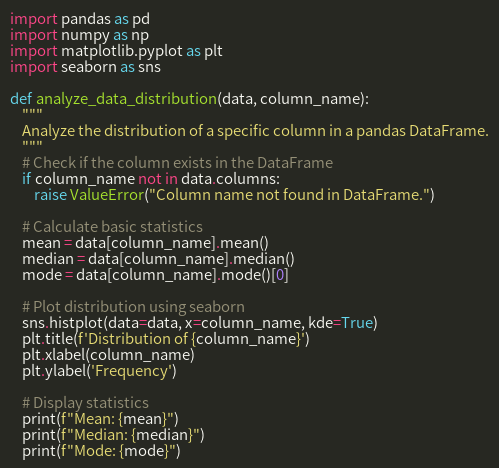 import pandas as pd
import numpy as np
import matplotlib.pyplot as plt
import seaborn as sns

def analyze_data_distribution(data, column_name):
    """
    Analyze the distribution of a specific column in a pandas DataFrame.
    """
    # Check if the column exists in the DataFrame
    if column_name not in data.columns:
        raise ValueError("Column name not found in DataFrame.")

    # Calculate basic statistics
    mean = data[column_name].mean()
    median = data[column_name].median()
    mode = data[column_name].mode()[0]

    # Plot distribution using seaborn
    sns.histplot(data=data, x=column_name, kde=True)
    plt.title(f'Distribution of {column_name}')
    plt.xlabel(column_name)
    plt.ylabel('Frequency')

    # Display statistics
    print(f"Mean: {mean}")
    print(f"Median: {median}")
    print(f"Mode: {mode}")